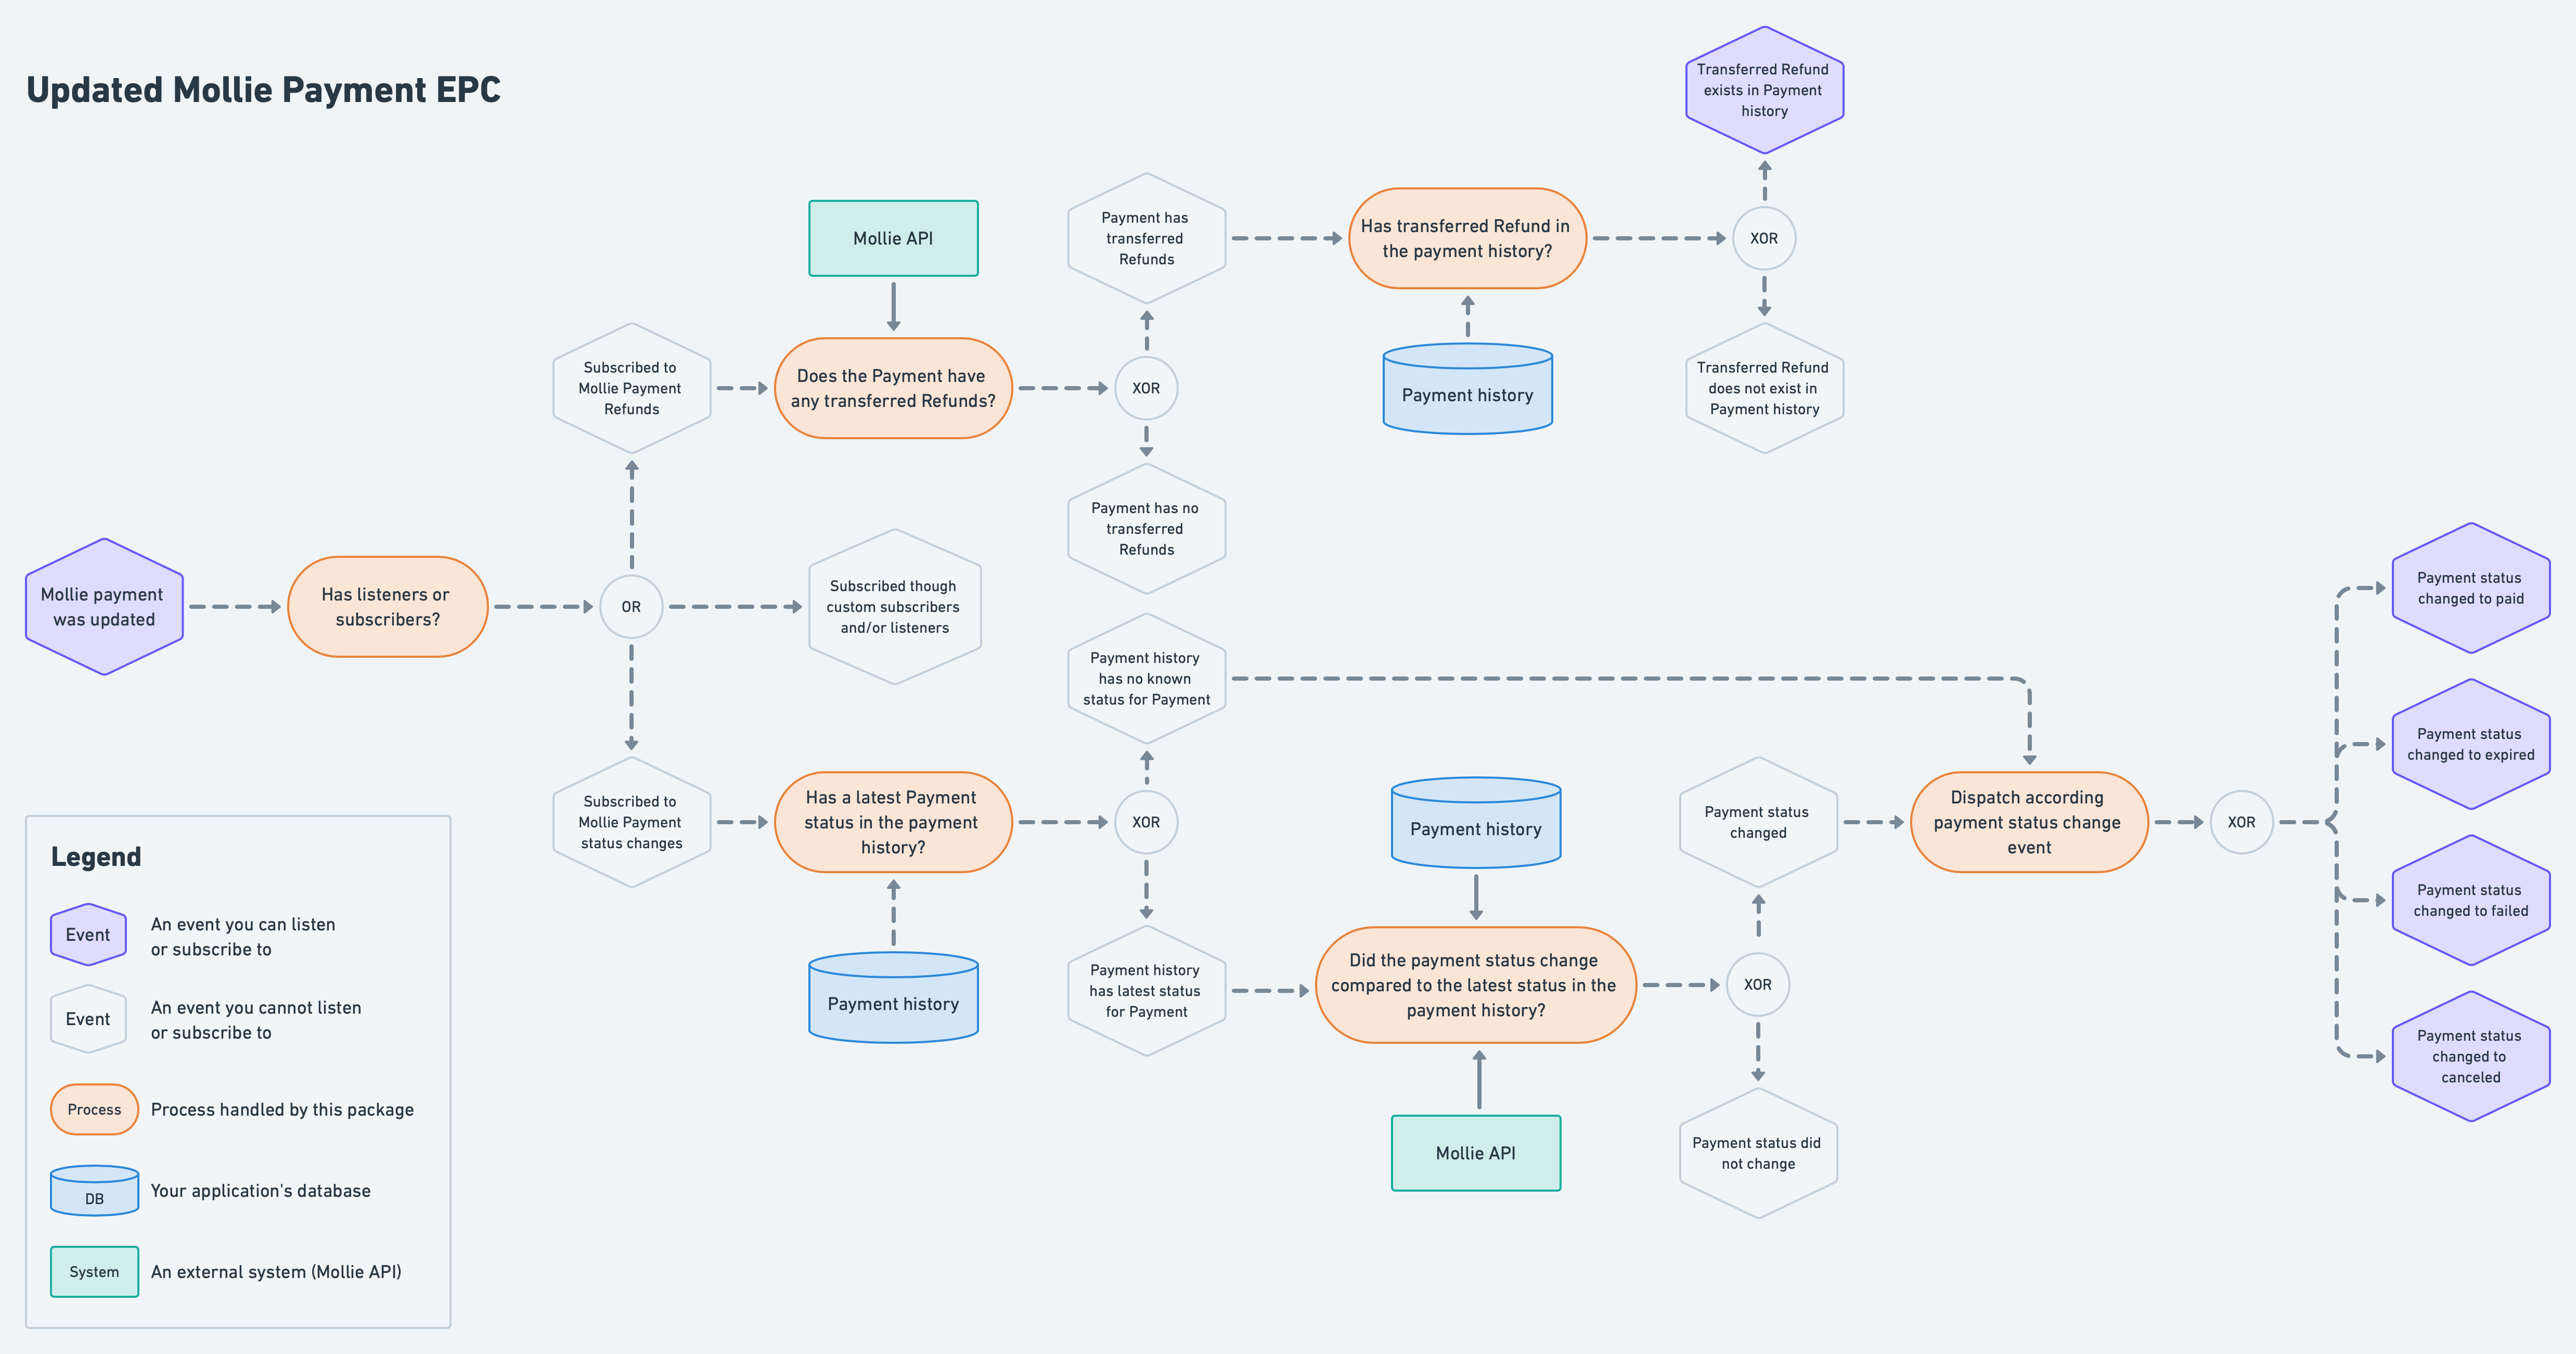 Updated Mollie Payment EPC
Transferred Refund
exists in Payment
history
Mollie API
Payment has
transferred
Refunds
Has transferred Refund in
the payment history?
XOR
Subscribed to
Mollie Payment
Refunds
Does the Payment have
any transferred Refunds?
XOR
Payment history
Transferred Refund
does not exist in
Payment history
Payment has no
transferred
Refunds
Mollie payment
was updated
Has listeners or
subscribers?
OR
Subscribed though
custom subscribers
and/or listeners
Payment history
has no known
status for Payment
Payment status
changed to paid
Payment status
changed to expired
Subscribed to
Mollie Payment
status changes
Has a latest Payment
status in the payment
history?
XOR
Payment history
Payment status
changed
Dispatch according
payment status change
event
XOR
Payment status
changed to failed
Payment history
Payment history
has latest status
for Payment
Did the payment status change
compared to the latest status in the
payment history?
XOR
Payment status
changed to
canceled
Mollie API
Payment status did
not change
Legend
Event
An event you can listen
or subscribe to
Event
An event you cannot listen
or subscribe to
Process
Process handled by this package
DB
Your application's database
System
An external system (Mollie API)